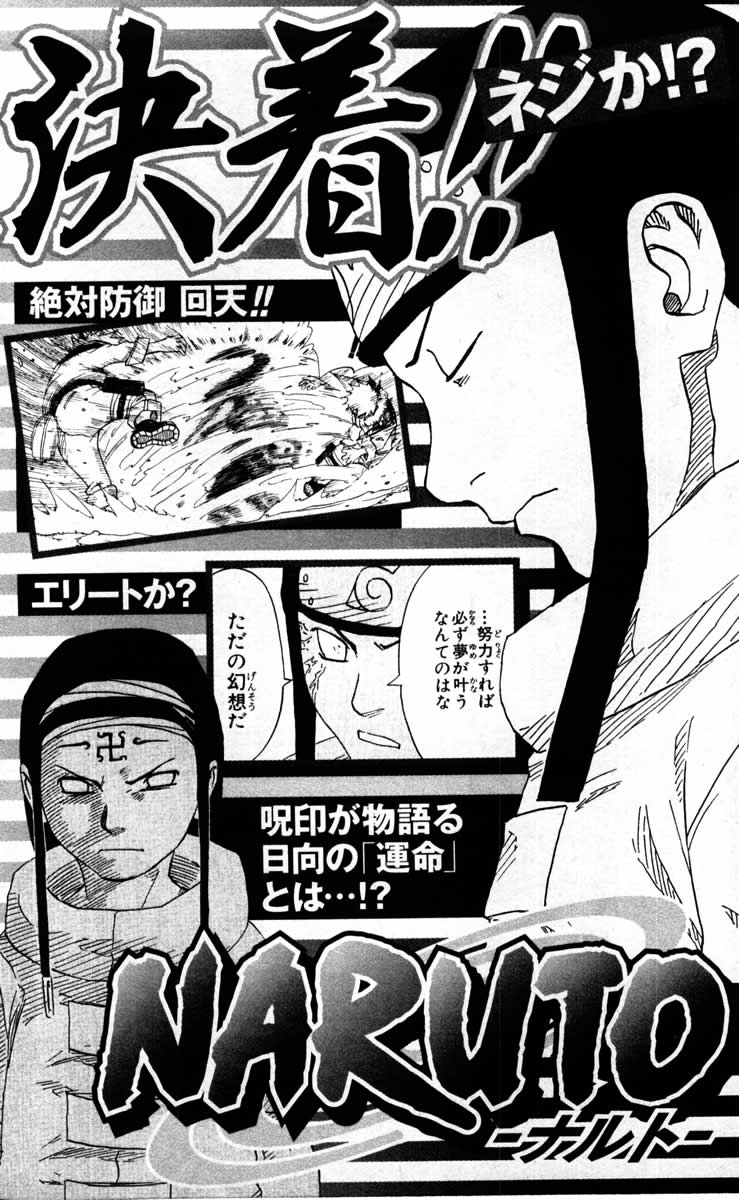 決着!!
ネジか!?
絶対防御 回天!!
エリートか?
…努力すれば
必ず夢が叶う
なんてのはな
ただの幻想だ
呪印が物語る
日向の「運命」
とは…!?
NARUTO
-ナルト-